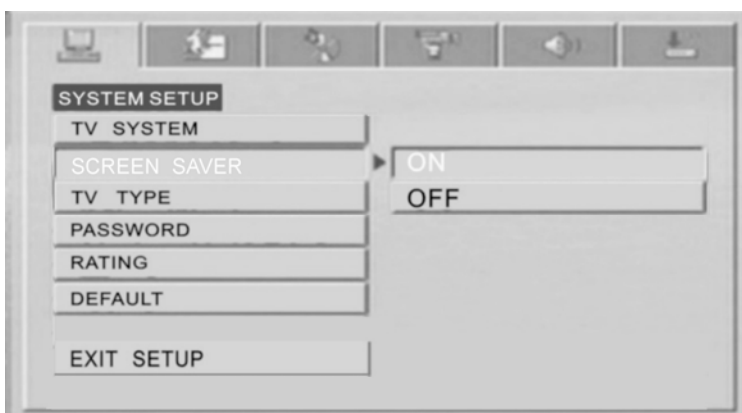 SYSTEM SETUP
TV SYSTEM
SCREEN SAVER
ON
TV TYPE
OFF
PASSWORD
RATING
DEFAULT
EXIT SETUP